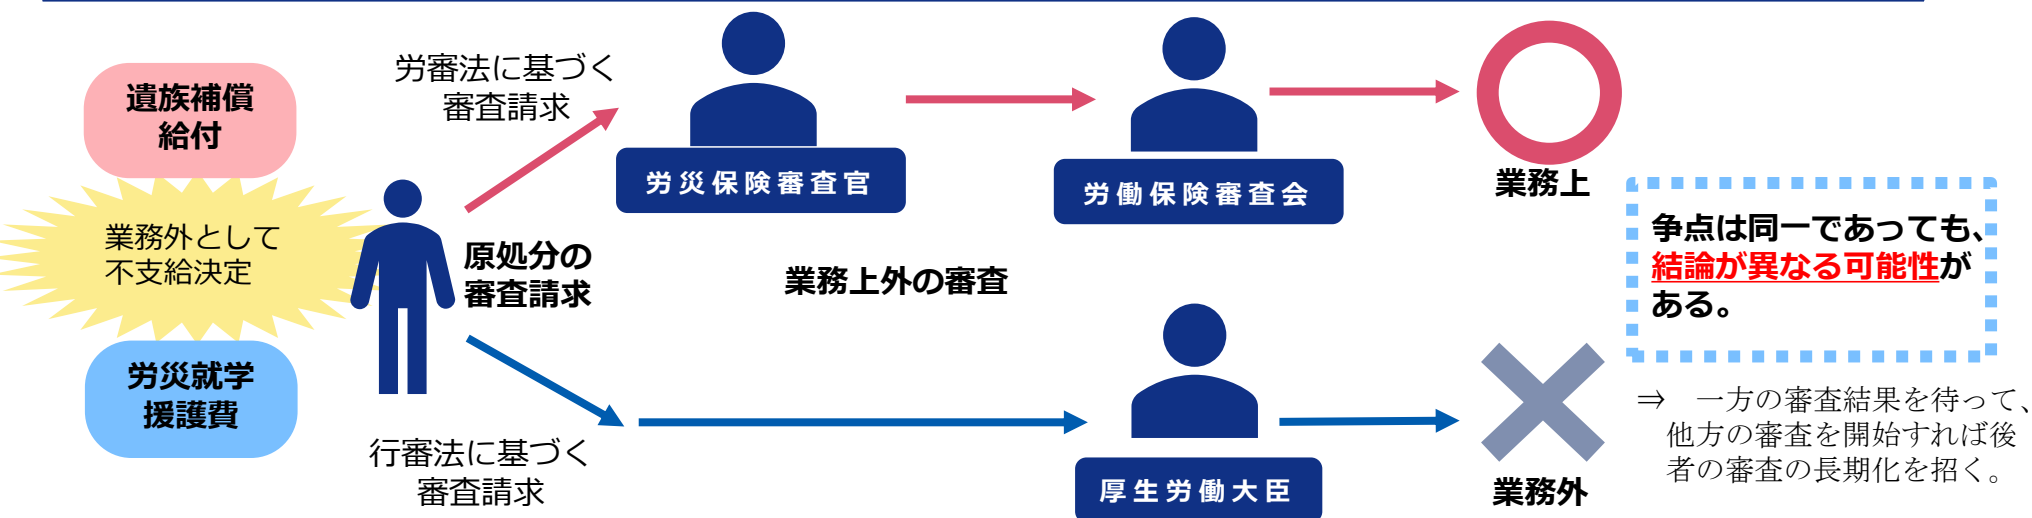 遺族補償
給付
業務外として
不支給決定
労災就学
援護費
原処分の
審査請求
労審法に基づく
審査請求
労災保険審査官
労働保険審査会
業務上
業務上外の審査
行審法に基づく
審査請求
厚生労働大臣
業務外
争点は同一であっても、
結論が異なる可能性が
ある。
⇒　一方の審査結果を待って、
他方の審査を開始すれば後
者の審査の長期化を招く。